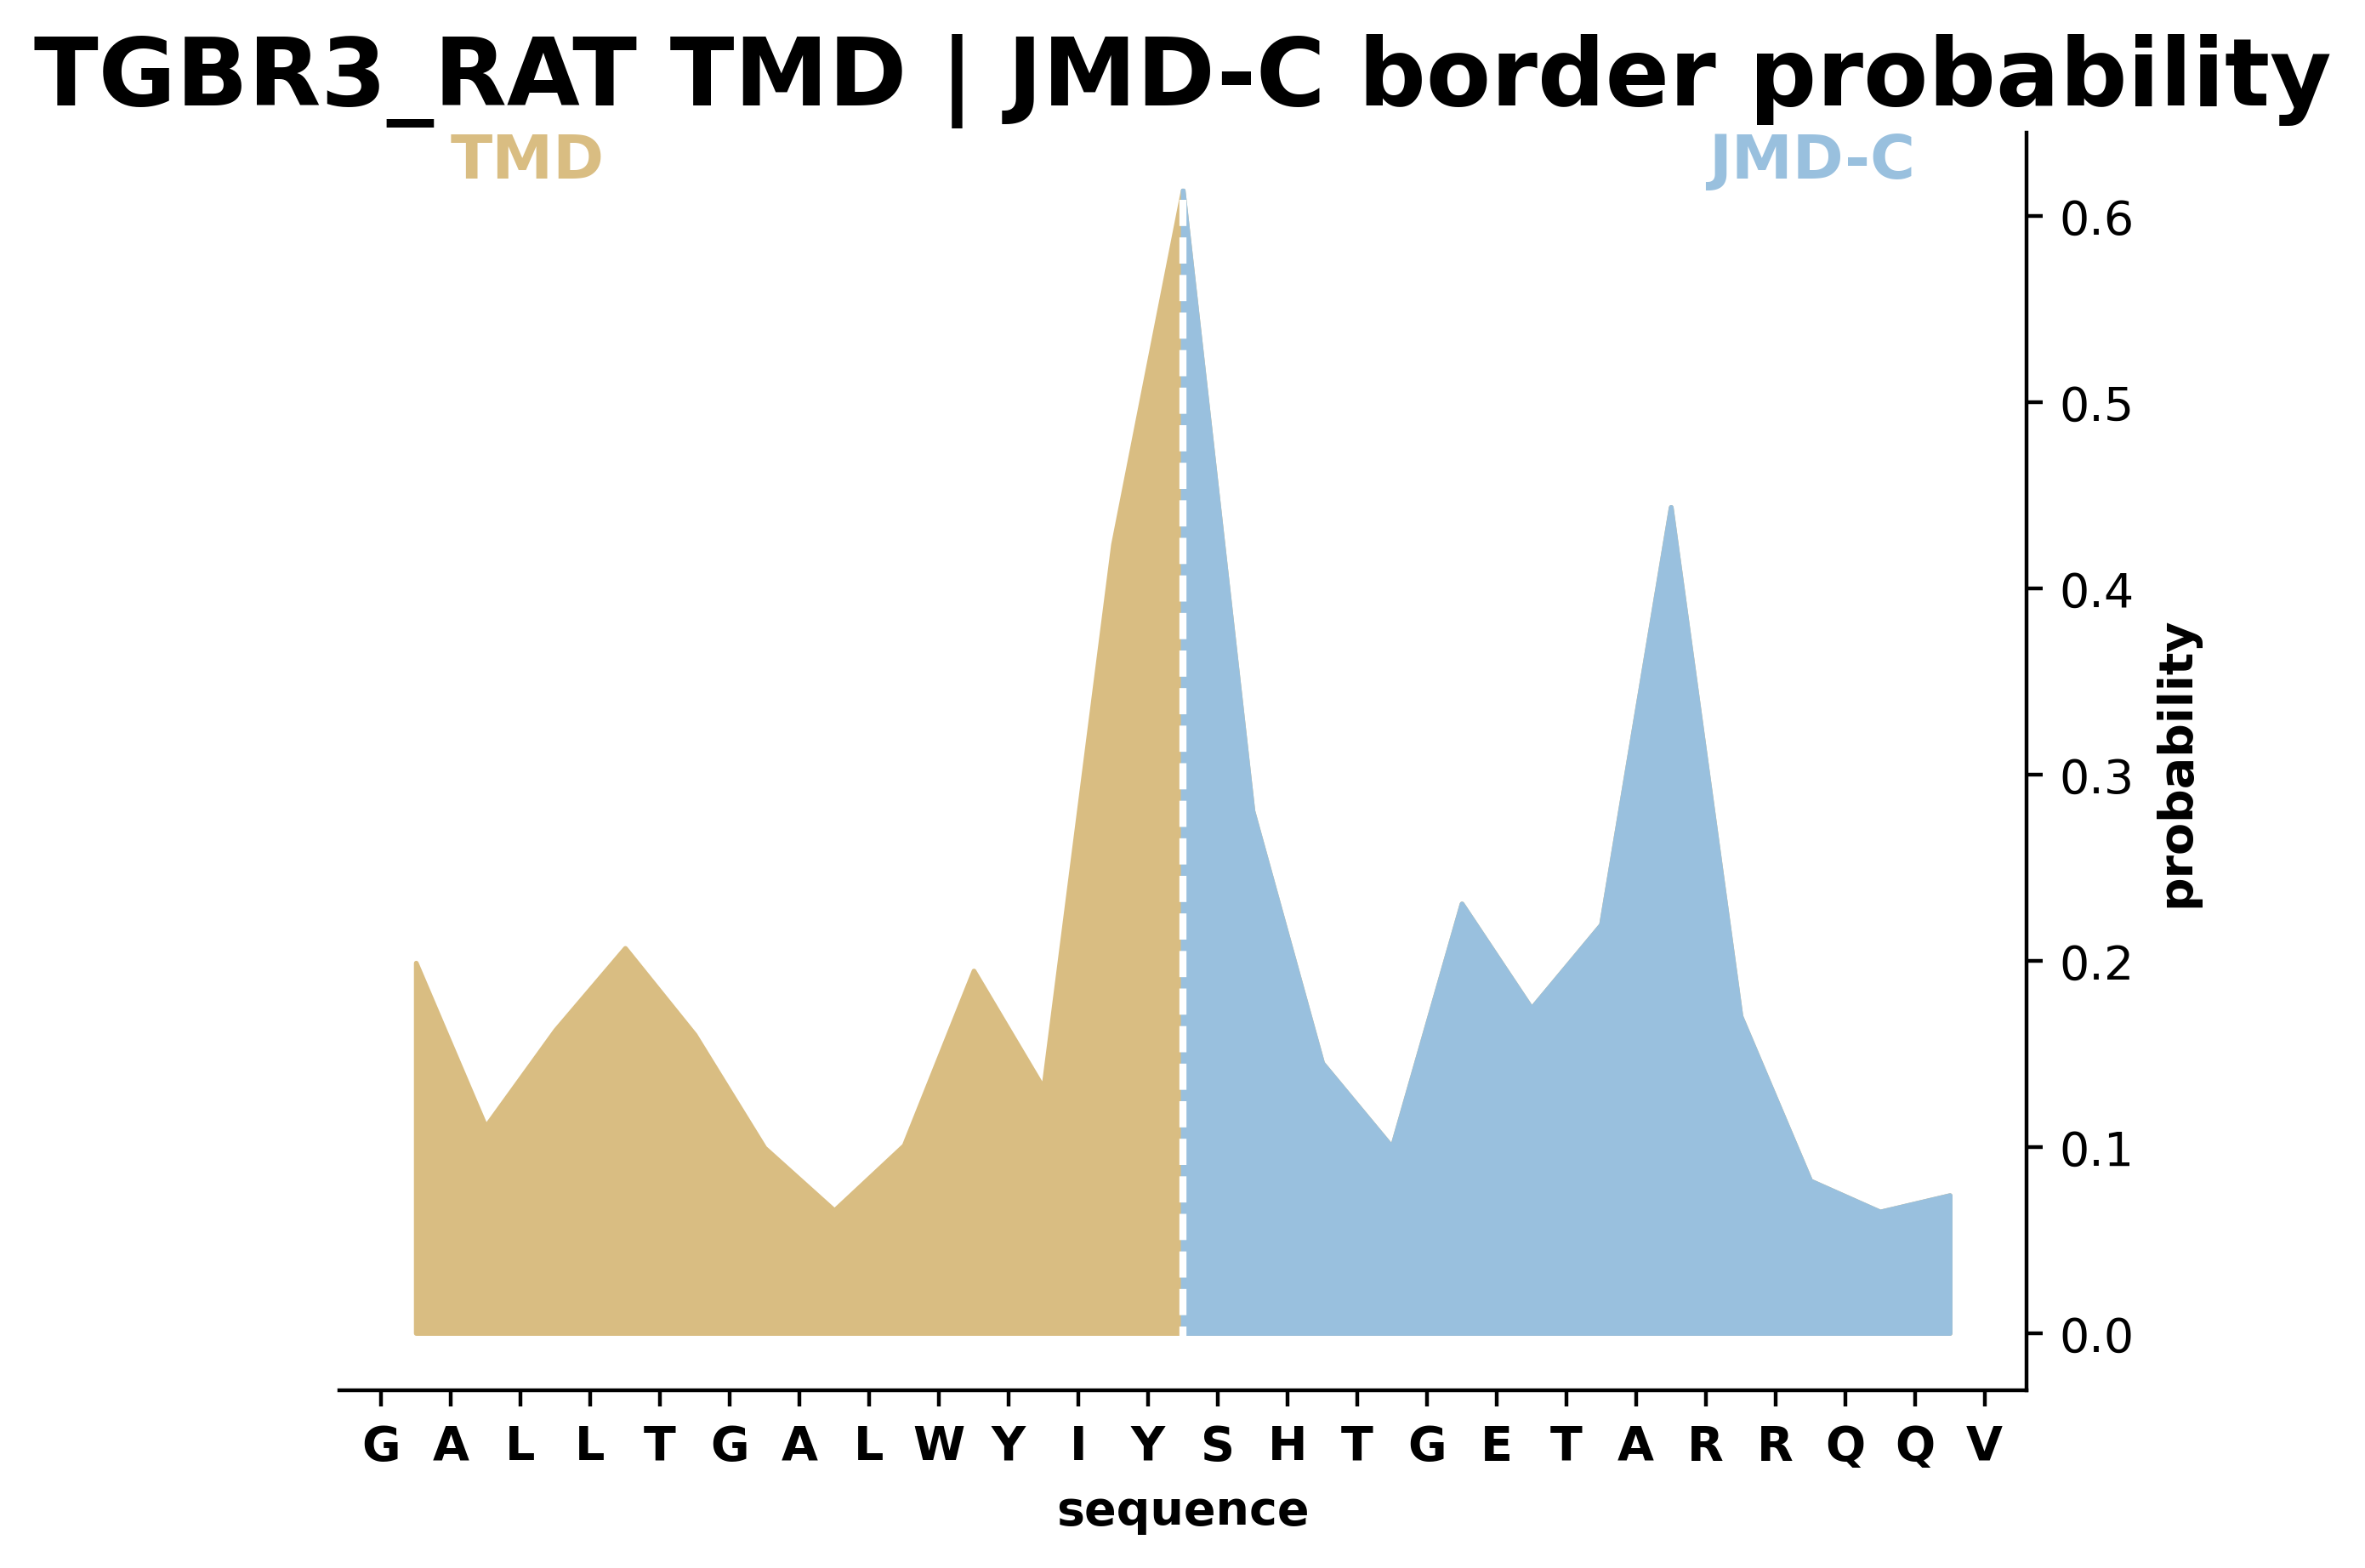 TGBR3_RAT TMD | JMD-C border probability
TMD JMD-C
0.6
0.5
0.4
0.3
0.2
0.1
0.0
probability
G A L L T G A L W Y I Y S H T G E T A R R Q Q V
sequence